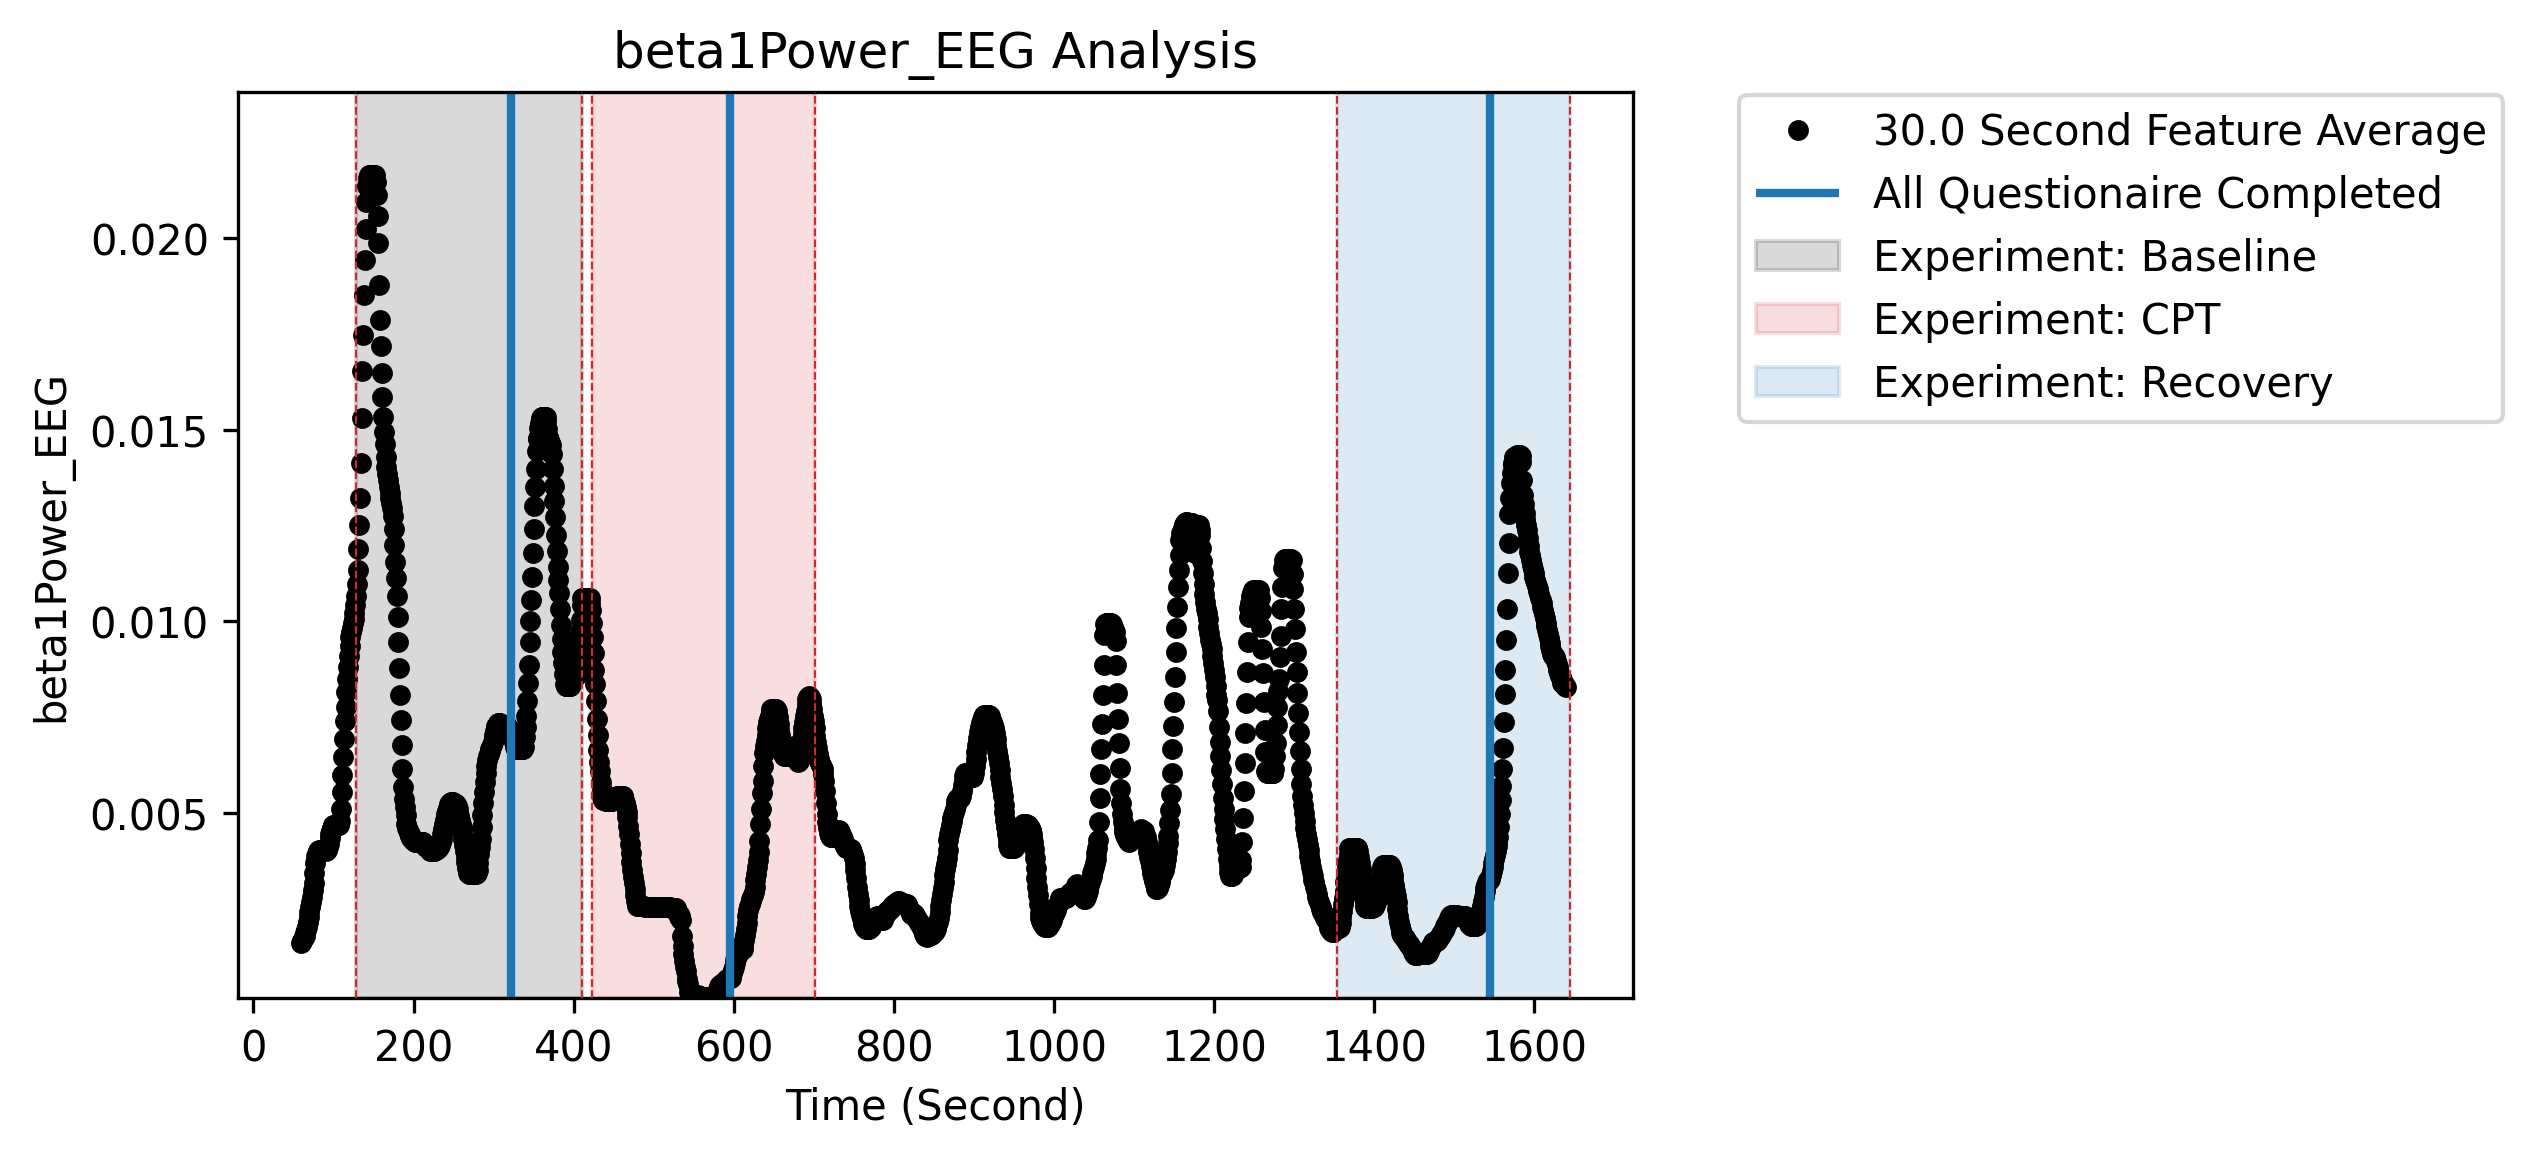 beta1Power_EEG Analysis
beta1Power_EEG
0.020
0.015
0.010
0.005
0 200 400 600 800 1000 1200 1400 1600
Time (Second)
30.0 Second Feature Average
All Questionaire Completed
Experiment: Baseline
Experiment: CPT
Experiment: Recovery